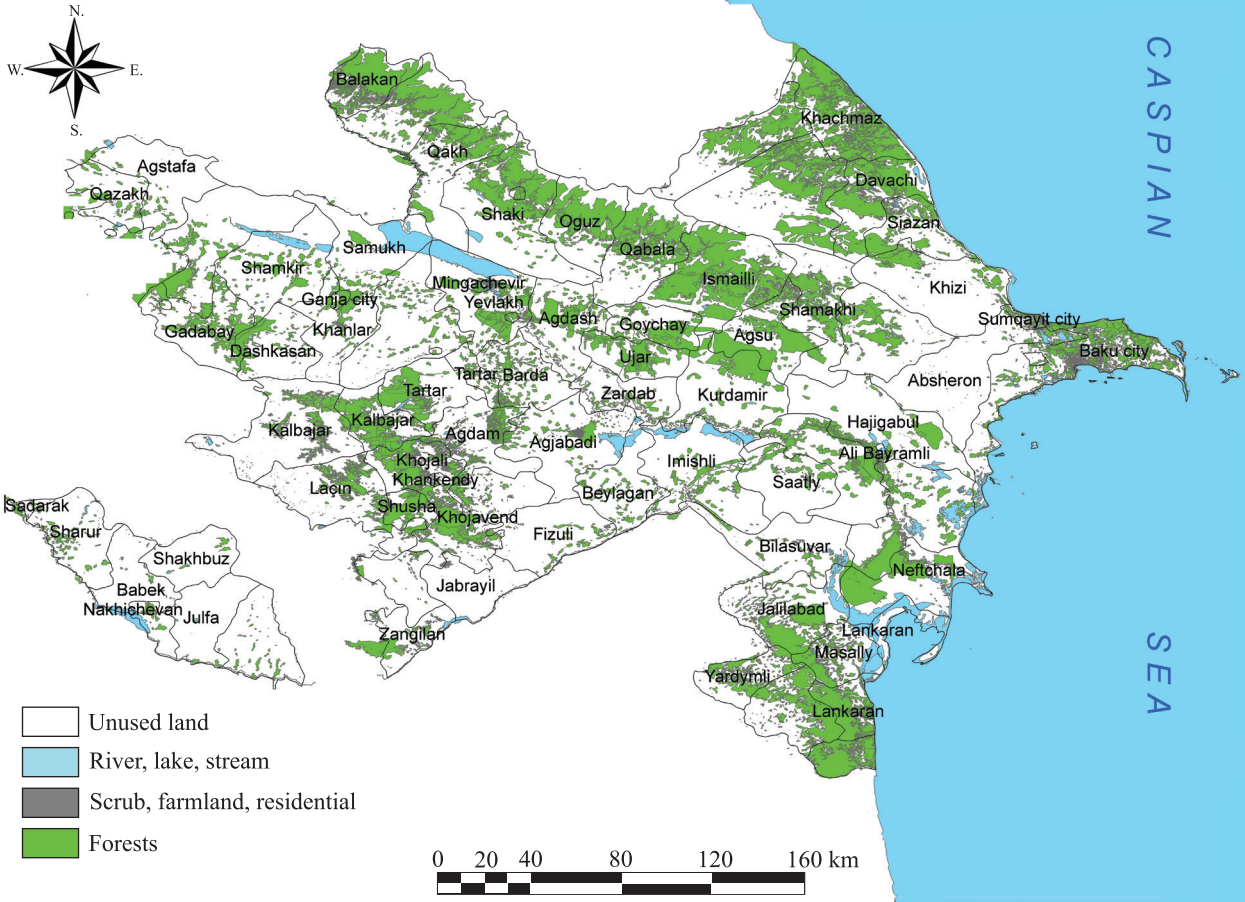 N.
W.
E.
S.
CASPIAN
SEA
Balakan
Khachmaz
Qakh
Agstafa
Qazakh
Davachi
Shaki
Oguz
Siazan
Qabala
Samukh
Shamkir
Ismailli
Mingachevir
Khizi
Ganja city
Yevlakh
Shamakhi
Agdash
Goychay
Sumqayit city
Gadabay
Khanlar
Agsu
Dashkasan
Ujar
Baku city
Tartar
Barda
Absheron
Tartar
Zardab
Kurdamir
Kalbajar
Kalbajar
Agdam
Agjabadi
Hajigabul
Khojali
Imishli
Ali Bayramli
Khankendy
Laçin
Saatly
Beylagan
Shusha
Khojavend
Sadarak
Sharur
Fizuli
Shakhbuz
Bilasuvar
Babek
Jabrayil
Neftchala
Nakhichevan
Julfa
Jalilabad
Zangilan
Lankaran
Masally
Yardymli
Lankaran
Unused land
River, lake, stream
Scrub, farmland, residential
Forests
0 20 40 80 120 160 km